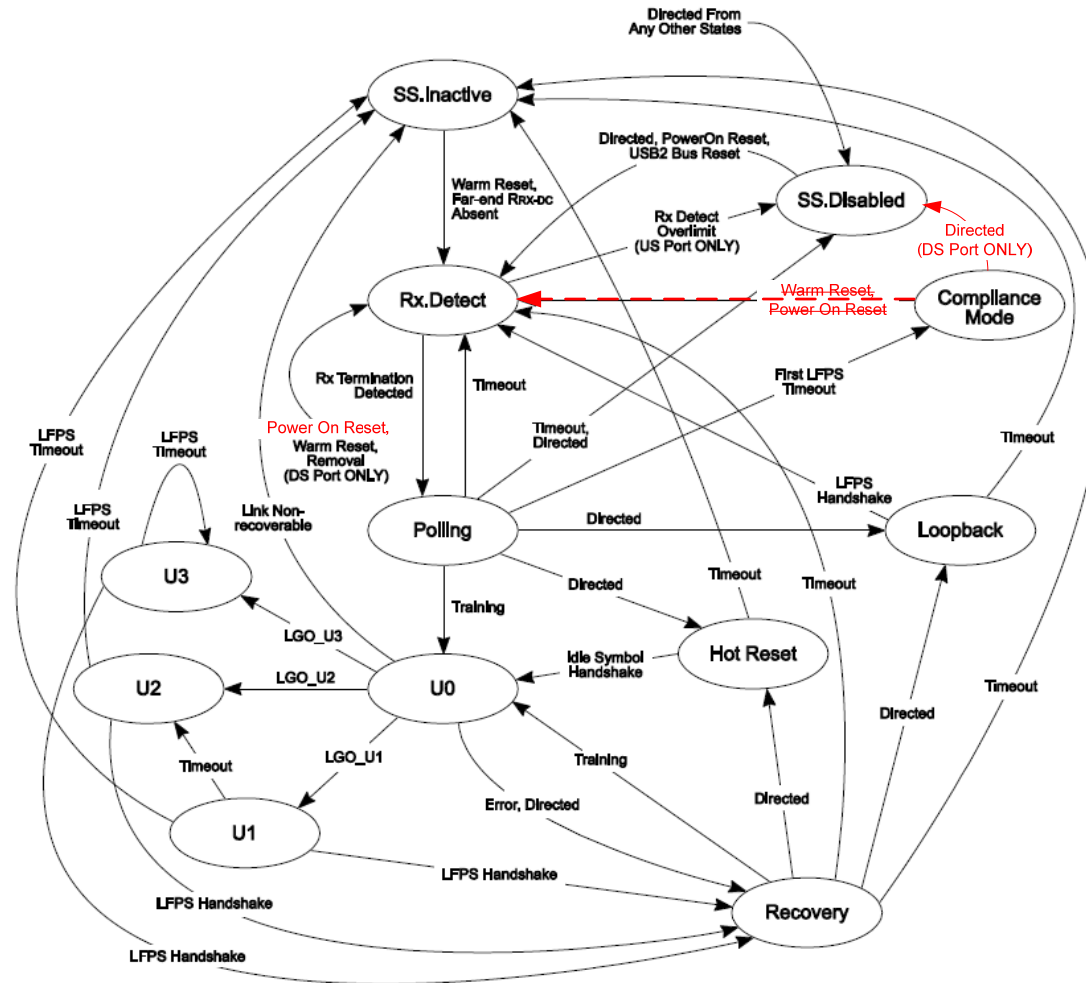 Directed From
Any Other States
SS.Inactive
Directed, PowerOn Reset,
USB2 Bus Reset
Warm Reset,
Far-end RRX-DC
Absent
SS.Disabled
Rx Detect
Overlimit
(US Port ONLY)
Directed
(DS Port ONLY)
Rx.Detect
Warm Reset,
Power On Reset
Compliance
Mode
Rx Termination
Detected
Timeout
First LFPS
Timeout
Power On Reset,
Warm Reset,
Removal
(DS Port ONLY)
Timeout,
Directed
LFPS
Timeout
LFPS
Timeout
Timeout
LFPS
Handshake
LFPS
Timeout
Link Non-
recoverable
Polling
Directed
Loopback
U3
Training
Directed
Timeout
Timeout
LGO_U3
Idle Symbol
Handshake
Hot Reset
U2
LGO_U2
U0
Timeout
Directed
LGO_U1
Training
Timeout
Error, Directed
Directed
U1
LFPS Handshake
LFPS Handshake
Recovery
LFPS Handshake